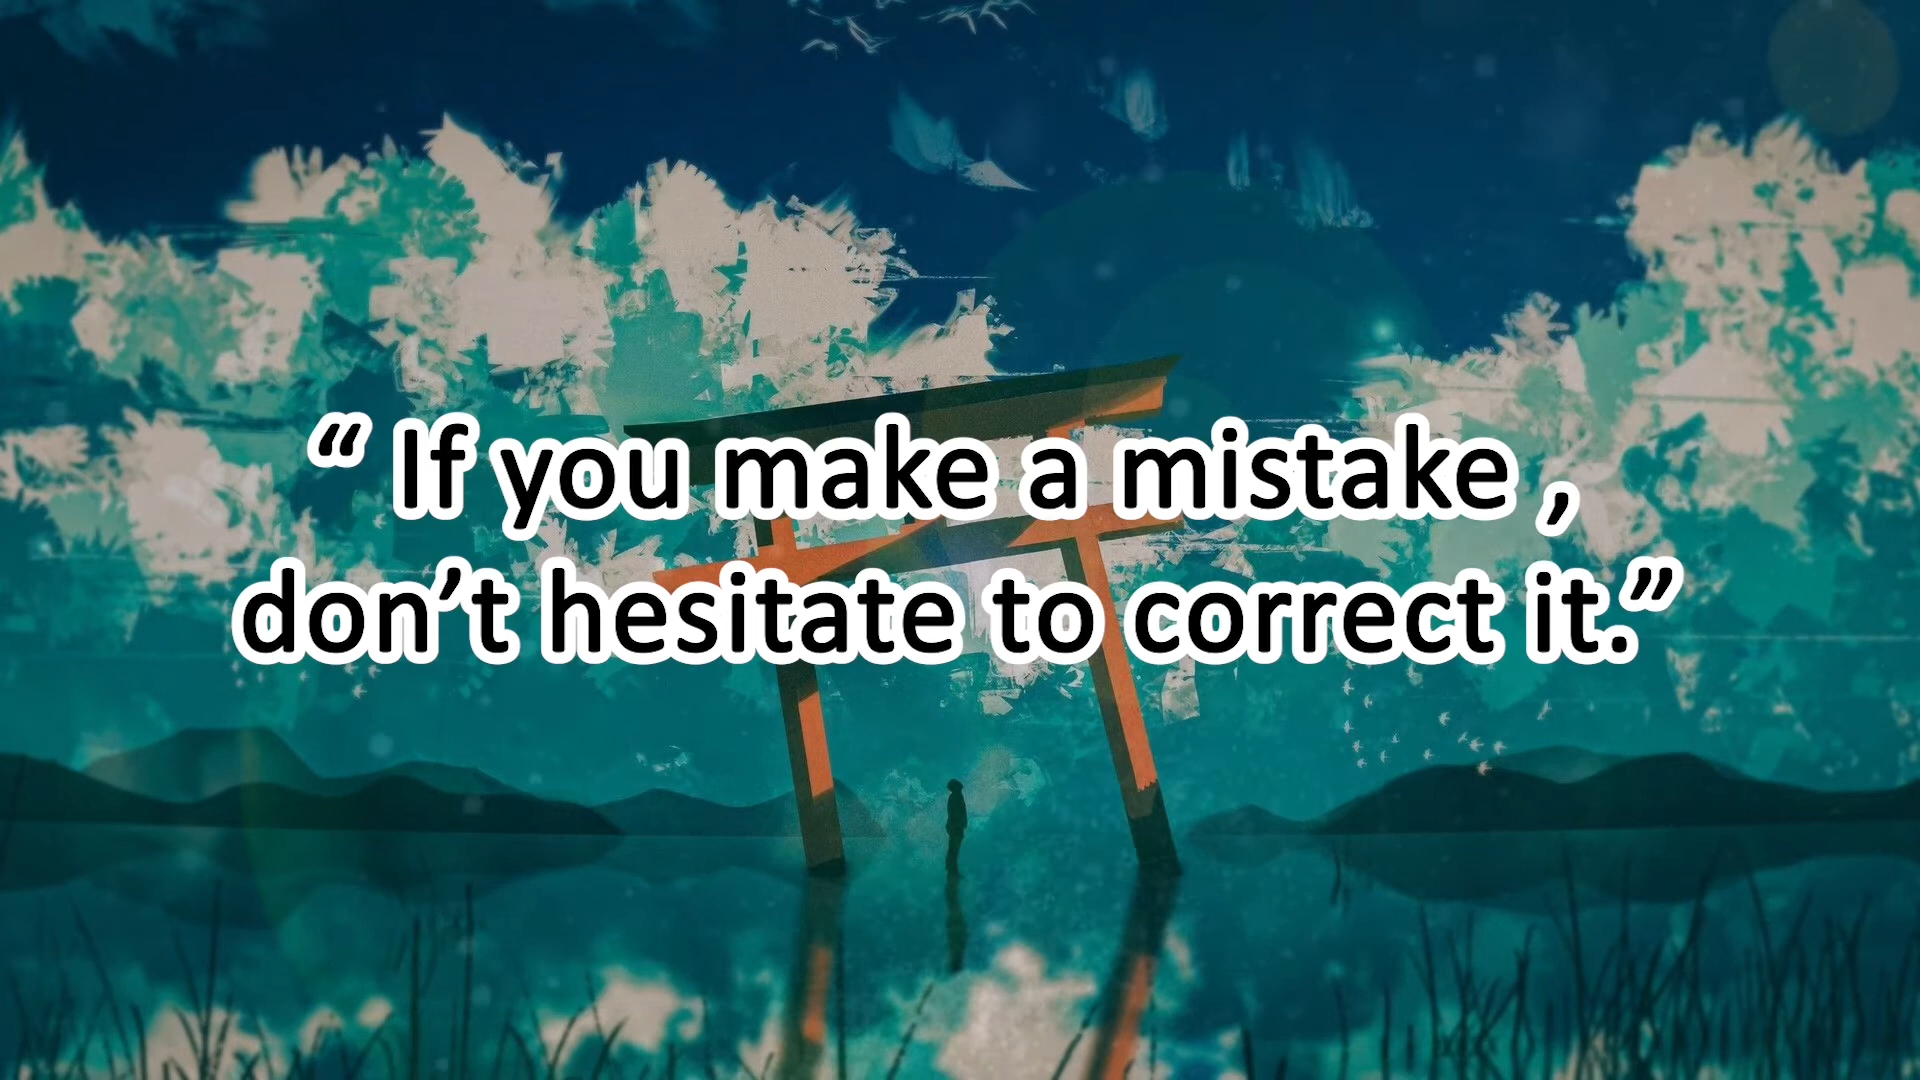 “ If you make a mistake ,
don’t hesitate to correct it.”